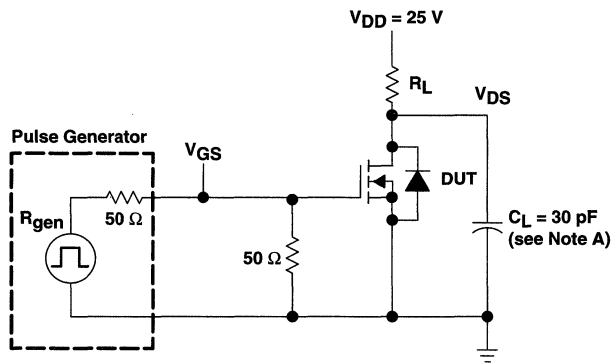 V_DD = 25 V
R_L
V_DS
Pulse Generator
V_GS
DUT
R_gen
50 Ω
50 Ω
C_L = 30 pF
(see Note A)